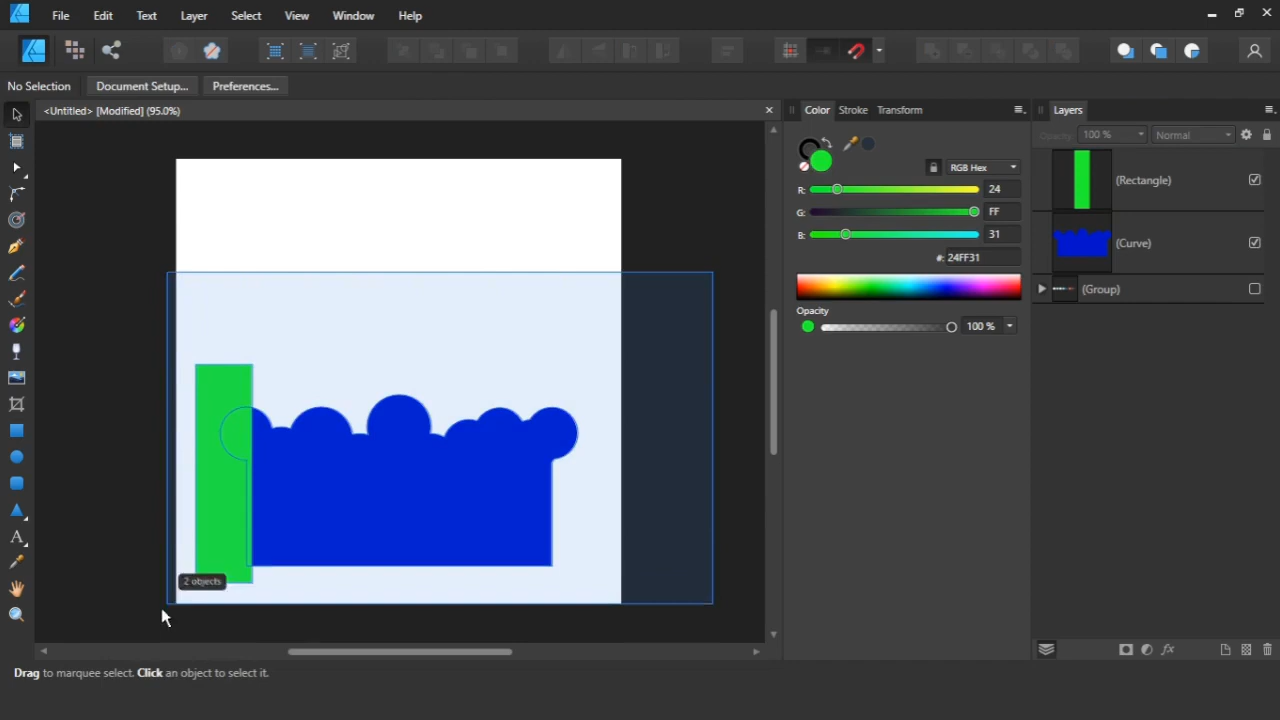 File Edit Text Layer Select View Window Help
No Selection Document Setup... Preferences...
<Untitled> [Modified] (95.0%)
Color Stroke Transform
Layers
Opacity: 100 % Normal
RGB Hex
R: 24
G: FF
B: 31
#: 24FF31
Opacity
100 %
(Rectangle)
(Curve)
(Group)
A
2 objects
Drag to marquee select. Click an object to select it.